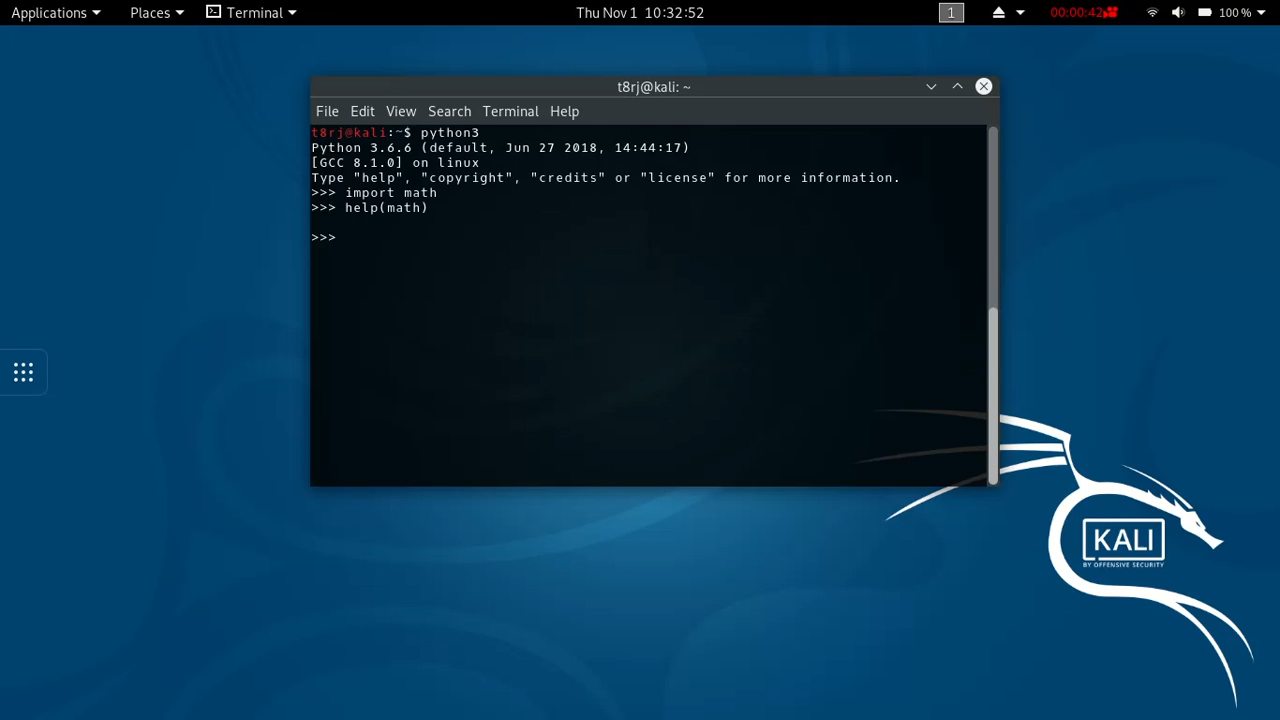 Applications Places Terminal Thu Nov 1 10:32:52 1 00:00:42 100 %
t8rj@kali: ~
File Edit View Search Terminal Help
t8rj@kali:~$ python3
Python 3.6.6 (default, Jun 27 2018, 14:44:17)
[GCC 8.1.0] on linux
Type "help", "copyright", "credits" or "license" for more information.
>>> import math
>>> help(math)
>>>
KALI
BY OFFENSIVE SECURITY